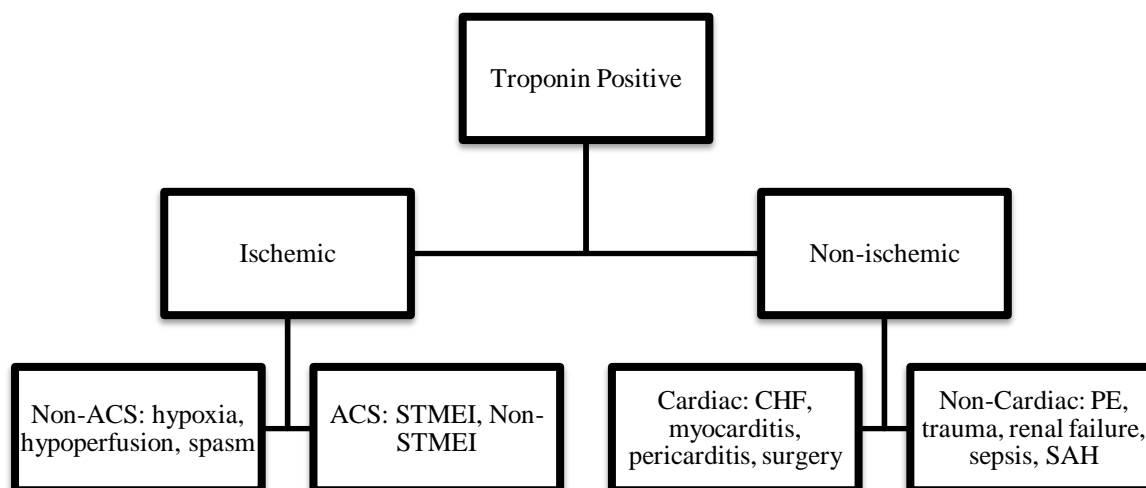 Troponin Positive
Ischemic
Non-ischemic
Non-ACS: hypoxia,
hypoperfusion, spasm
ACS: STMEI, Non-
STMEI
Cardiac: CHF,
myocarditis,
pericarditis, surgery
Non-Cardiac: PE,
trauma, renal failure,
sepsis, SAH